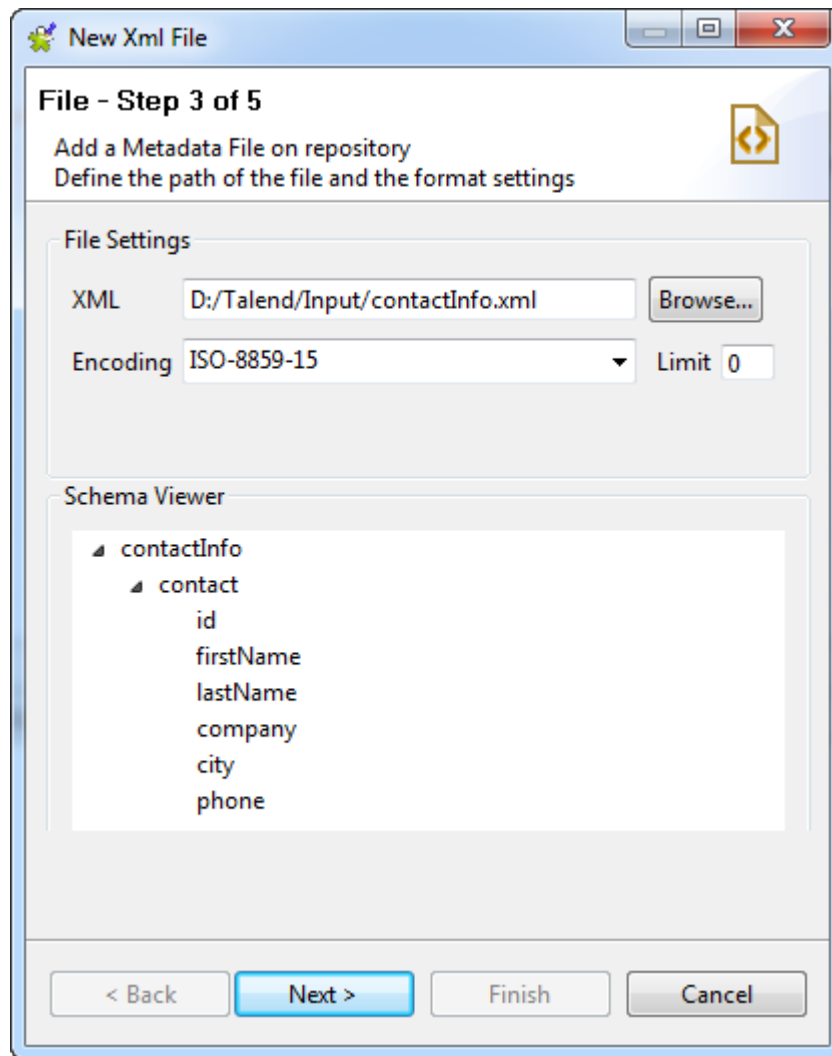 New Xml File
File - Step 3 of 5
Add a Metadata File on repository
Define the path of the file and the format settings
File Settings
XML D:/Talend/Input/contactInfo.xml Browse...
Encoding ISO-8859-15 Limit 0
Schema Viewer
contactInfo
contact
id
firstName
lastName
company
city
phone
< Back Next > Finish Cancel